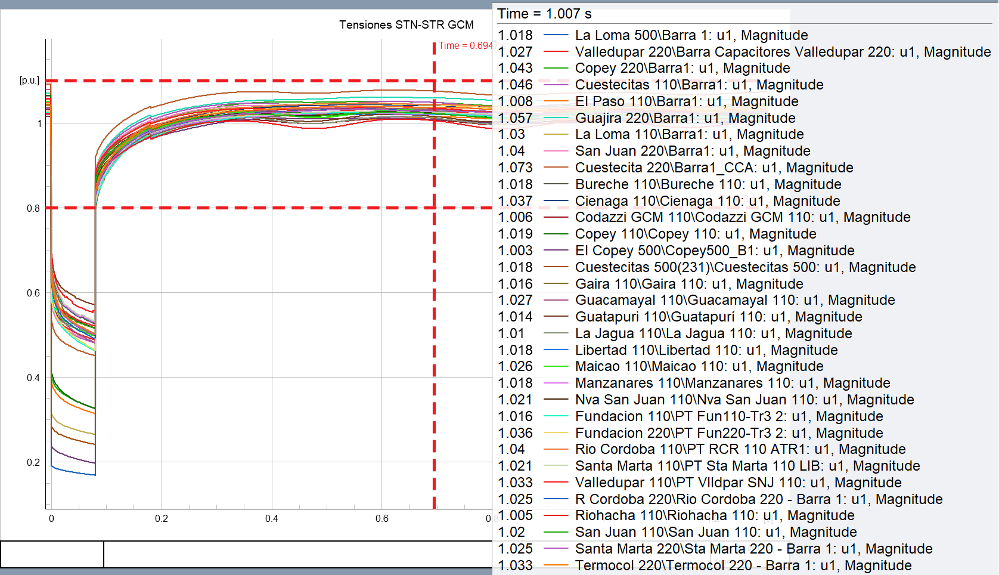 Tensiones STN-STR GCM
Time = 0.6947
[p.u.]
1
0.8
0.6
0.4
0.2
0
0.2
0.4
0.6
0.8
Time = 1.007 s
1.018 La Loma 500\Barra 1: u1, Magnitude
1.027 Valledupar 220\Barra Capacitores Valledupar 220: u1, Magnitude
1.043 Copey 220\Barra1: u1, Magnitude
1.046 Cuestecitas 110\Barra1: u1, Magnitude
1.008 El Paso 110\Barra1: u1, Magnitude
1.057 Guajira 220\Barra1: u1, Magnitude
1.03 La Loma 110\Barra1: u1, Magnitude
1.04 San Juan 220\Barra1: u1, Magnitude
1.073 Cuestecita 220\Barra1_CCA: u1, Magnitude
1.018 Bureche 110\Bureche 110: u1, Magnitude
1.037 Cienaga 110\Cienaga 110: u1, Magnitude
1.006 Codazzi GCM 110\Codazzi GCM 110: u1, Magnitude
1.019 Copey 110\Copey 110: u1, Magnitude
1.003 El Copey 500\Copey500_B1: u1, Magnitude
1.018 Cuestecitas 500(231)\Cuestecitas 500: u1, Magnitude
1.016 Gaira 110\Gaira 110: u1, Magnitude
1.027 Guacamayal 110\Guacamayal 110: u1, Magnitude
1.014 Guatapuri 110\Guatapurí 110: u1, Magnitude
1.01 La Jagua 110\La Jagua 110: u1, Magnitude
1.018 Libertad 110\Libertad 110: u1, Magnitude
1.026 Maicao 110\Maicao 110: u1, Magnitude
1.018 Manzanares 110\Manzanares 110: u1, Magnitude
1.021 Nva San Juan 110\Nva San Juan 110: u1, Magnitude
1.016 Fundacion 110\PT Fun110-Tr3 2: u1, Magnitude
1.036 Fundacion 220\PT Fun220-Tr3 2: u1, Magnitude
1.04 Rio Cordoba 110\PT RCR 110 ATR1: u1, Magnitude
1.021 Santa Marta 110\PT Sta Marta 110 LIB: u1, Magnitude
1.033 Valledupar 110\PT Vlldpar SNJ 110: u1, Magnitude
1.025 R Cordoba 220\Rio Cordoba 220 - Barra 1: u1, Magnitude
1.005 Riohacha 110\Riohacha 110: u1, Magnitude
1.02 San Juan 110\San Juan 110: u1, Magnitude
1.025 Santa Marta 220\Sta Marta 220 - Barra 1: u1, Magnitude
1.033 Termocol 220\Termocol 220 - Barra 1: u1, Magnitude